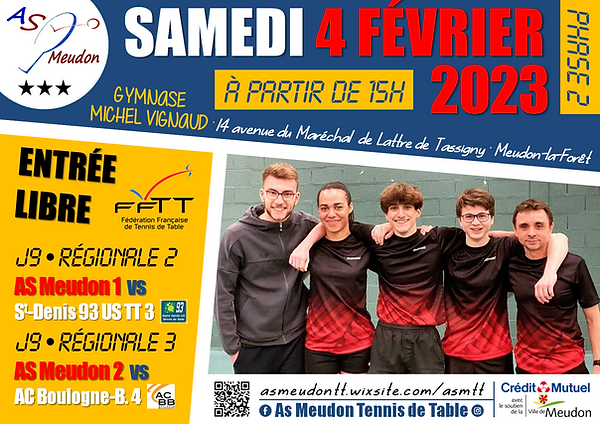 AS
Meudon
SAMEDI 4 FÉVRIER
2023
PHASE 2
À PARTIR DE 15H
GYMNASE
MICHEL VIGNAUD · 14 avenue du Maréchal de Lattre de Tassigny · Meudon-la-Forêt
ENTRÉE
LIBRE
FFTT
Fédération Française
de Tennis de Table
J9 • RÉGIONALE 2
AS Meudon 1 vs
St-Denis 93 US TT 3
93
J9 • RÉGIONALE 3
AS Meudon 2 vs
AC Boulogne-B. 4
AC
BB
asmeudontt.wixsite.com/asmtt
As Meudon Tennis de Table
Crédit Mutuel
avec
le soutien
de la
Ville de Meudon